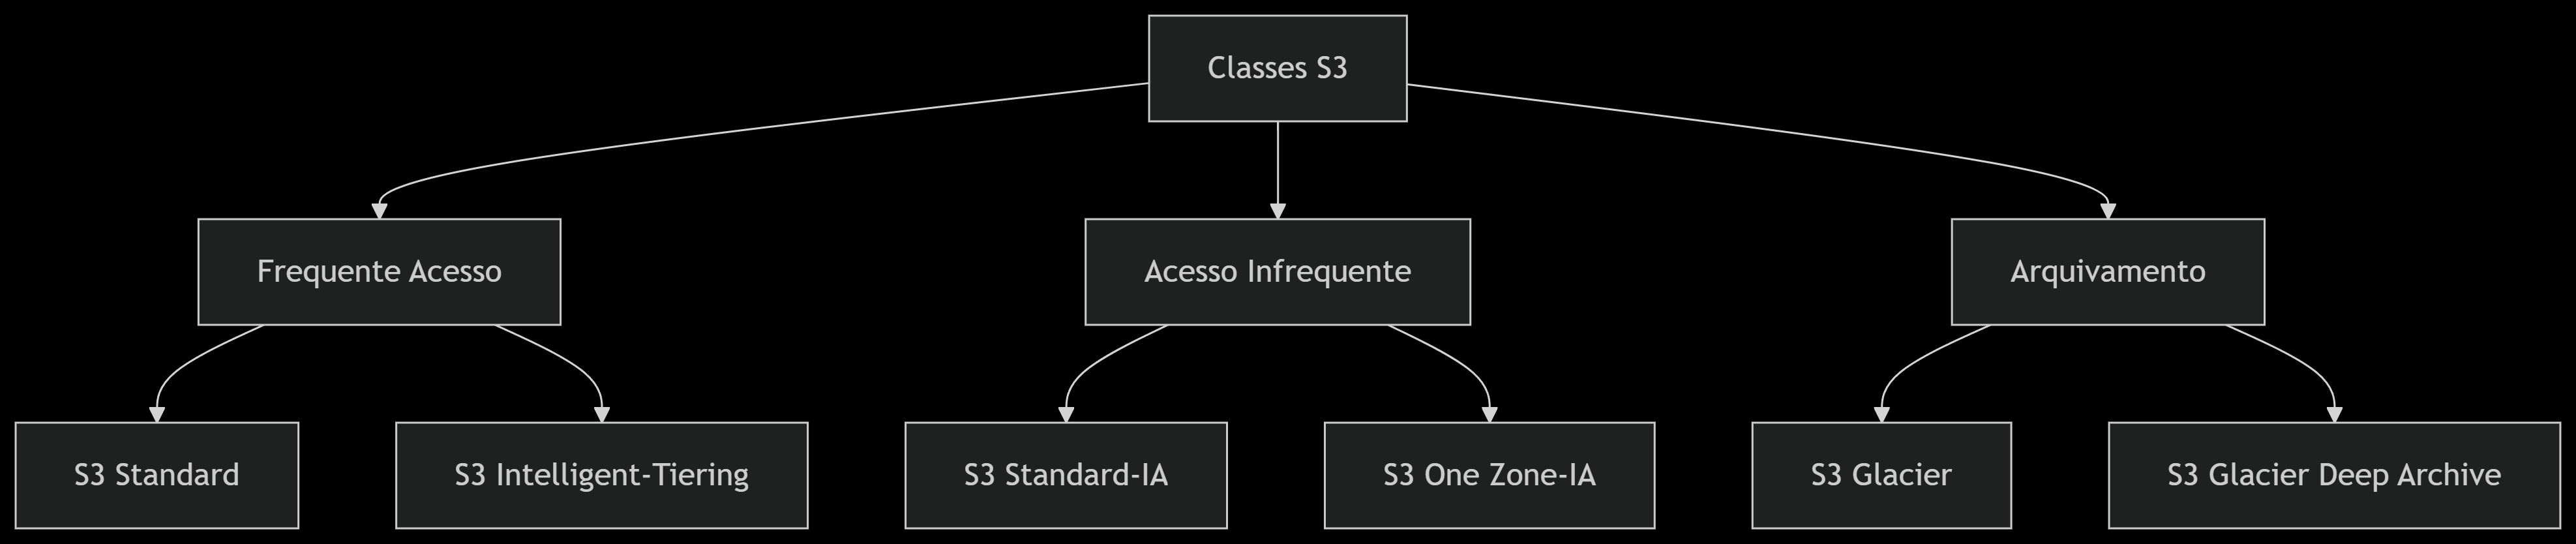 Classes S3
Frequente Acesso
Acesso Infrequente
Arquivamento
S3 Standard
S3 Intelligent-Tiering
S3 Standard-IA
S3 One Zone-IA
S3 Glacier
S3 Glacier Deep Archive